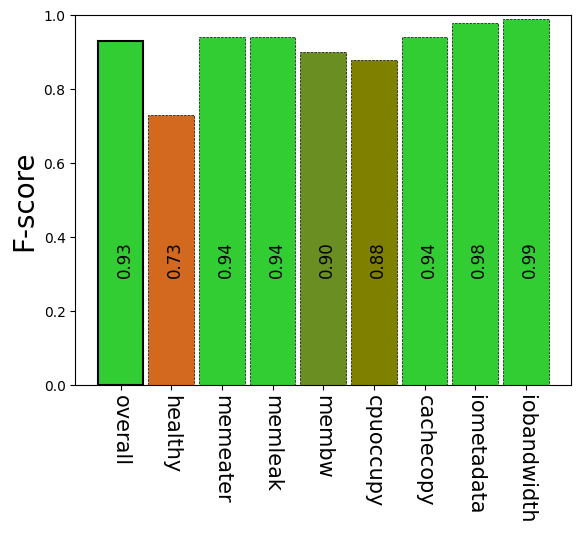 F-score
1.0
0.8
0.6
0.4
0.2
0.0
0.93
0.73
0.94
0.94
0.90
0.88
0.94
0.98
0.99
overall
healthy
memeater
memleak
membw
cpuoccupy
cachecopy
iometadata
iobandwidth